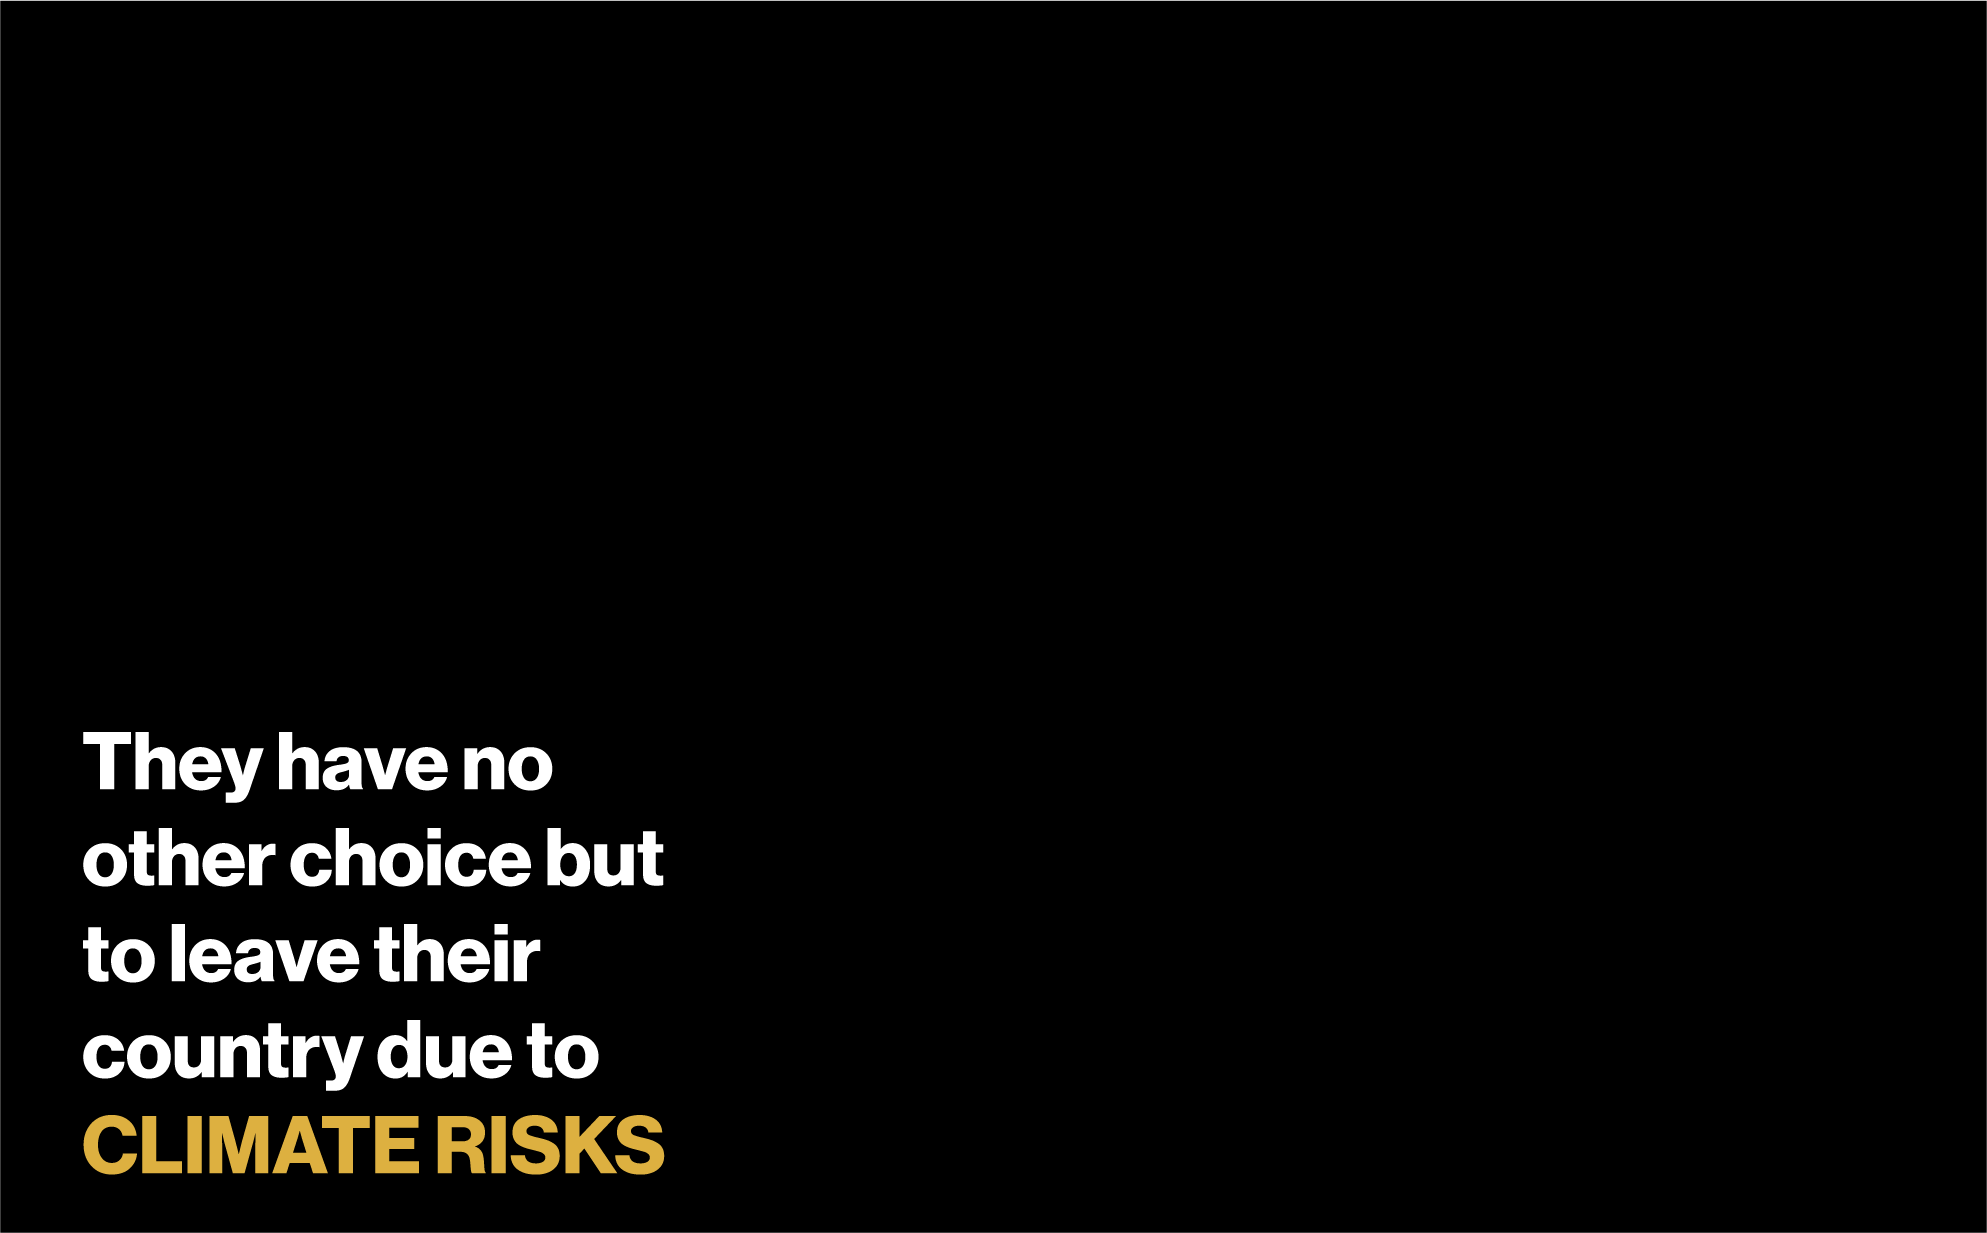 They have no
other choice but
to leave their
country due to
CLIMATE RISKS